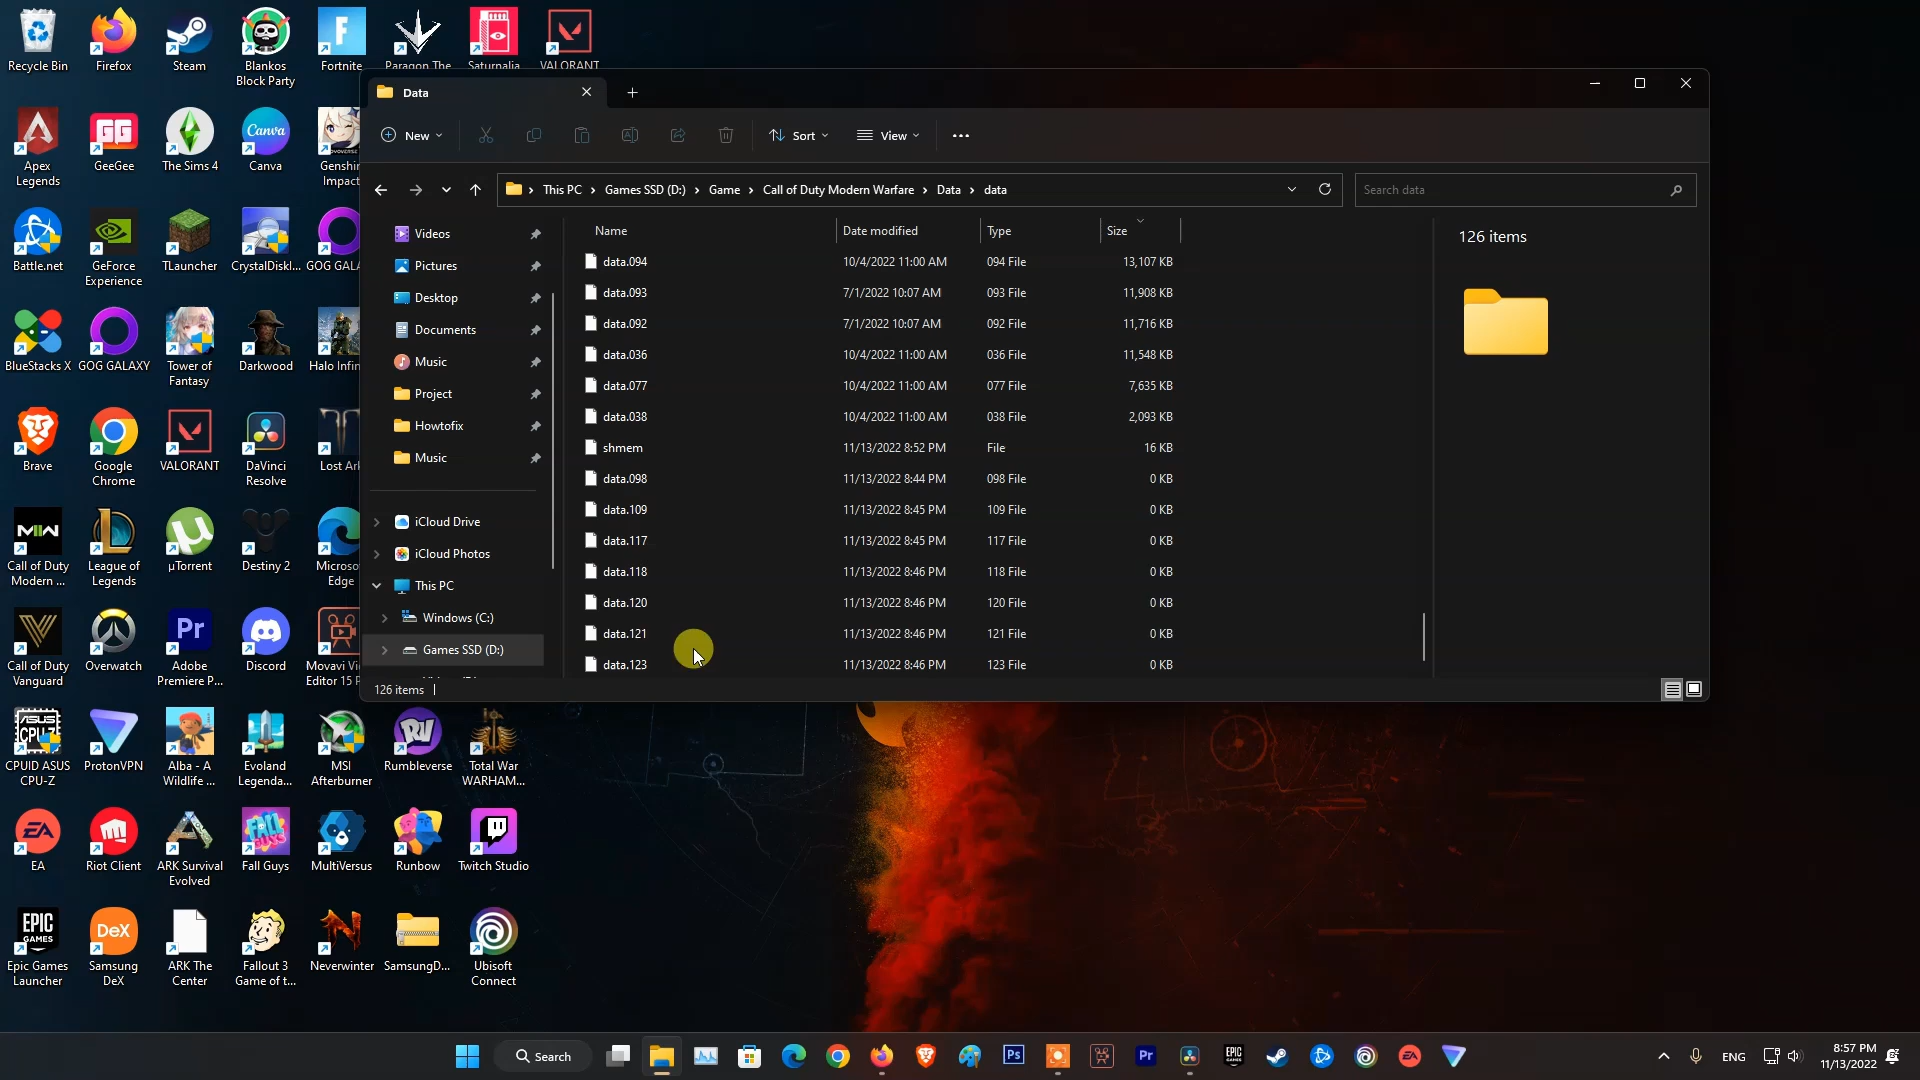 Recycle Bin
Firefox
Steam
Blankos
Block Party
Fortnite
Paragon The
Saturnalia
VALORANT
Apex
Legends
GeeGee
The Sims 4
Canva
Genshin
Impact
Battle.net
GeForce
Experience
TLauncher
CrystalDiskI...
GOG GALA
BlueStacks X
GOG GALAXY
Tower of
Fantasy
Darkwood
Halo Infin
Brave
Google
Chrome
VALORANT
DaVinci
Resolve
Lost Ark
Call of Duty
Modern ...
League of
Legends
µTorrent
Destiny 2
Microso
Edge
Call of Duty
Vanguard
Overwatch
Adobe
Premiere P...
Discord
Movavi Vi
Editor 15 P
CPUID ASUS
CPU-Z
ProtonVPN
Alba - A
Wildlife ...
Evoland
Legenda...
MSI
Afterburner
Rumbleverse
Total War
WARHAM...
EA
Riot Client
ARK Survival
Evolved
Fall Guys
MultiVersus
Runbow
Twitch Studio
Epic Games
Launcher
Samsung
DeX
ARK The
Center
Fallout 3
Game of t...
Neverwinter
SamsungD...
Ubisoft
Connect
Data
New
Sort
View
This PC > Games SSD (D:) > Game > Call of Duty Modern Warfare > Data > data
Search data
Videos
Pictures
Desktop
Documents
Music
Project
Howtofix
Music
iCloud Drive
iCloud Photos
This PC
Windows (C:)
Games SSD (D:)
Name Date modified Type Size
data.094 10/4/2022 11:00 AM 094 File 13,107 KB
data.093 7/1/2022 10:07 AM 093 File 11,908 KB
data.092 7/1/2022 10:07 AM 092 File 11,716 KB
data.036 10/4/2022 11:00 AM 036 File 11,548 KB
data.077 10/4/2022 11:00 AM 077 File 7,635 KB
data.038 10/4/2022 11:00 AM 038 File 2,093 KB
shmem 11/13/2022 8:52 PM File 16 KB
data.098 11/13/2022 8:44 PM 098 File 0 KB
data.109 11/13/2022 8:45 PM 109 File 0 KB
data.117 11/13/2022 8:45 PM 117 File 0 KB
data.118 11/13/2022 8:46 PM 118 File 0 KB
data.120 11/13/2022 8:46 PM 120 File 0 KB
data.121 11/13/2022 8:46 PM 121 File 0 KB
data.123 11/13/2022 8:46 PM 123 File 0 KB
126 items
126 items
Search
ENG
8:57 PM
11/13/2022